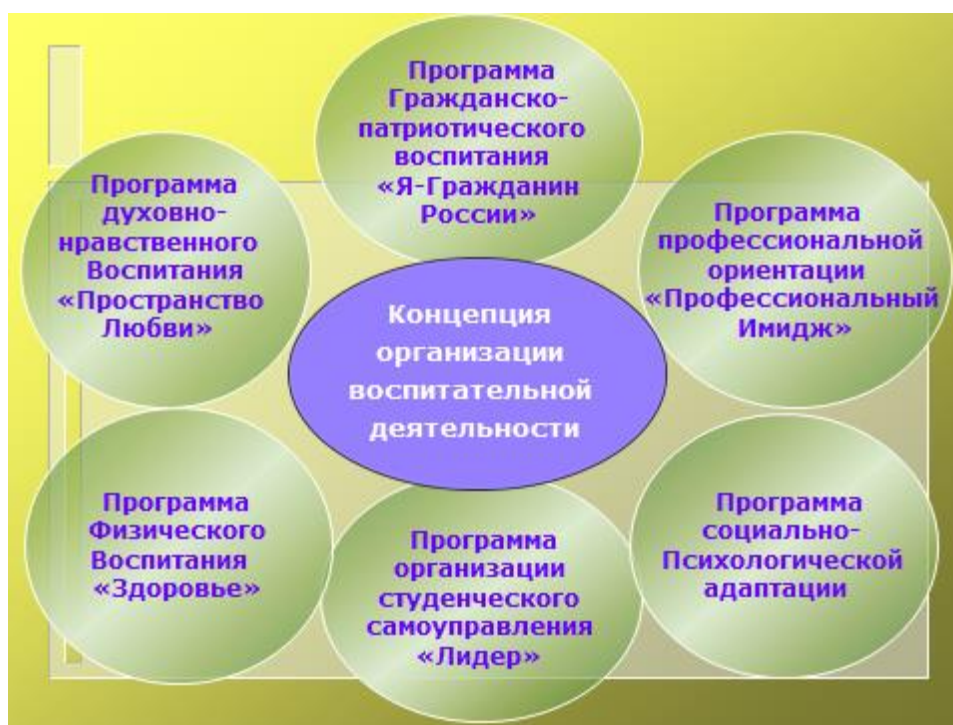 Программа
Гражданско-
патриотического
воспитания
«Я-Гражданин
России»
Программа
духовно-
нравственного
Воспитания
«Пространство
Любви»
Программа
профессиональной
ориентации
«Профессиональный
Имидж»
Концепция
организации
воспитательной
деятельности
Программа
Физического
Воспитания
«Здоровье»
Программа
организации
студенческого
самоуправления
«Лидер»
Программа
социально-
Психологической
адаптации